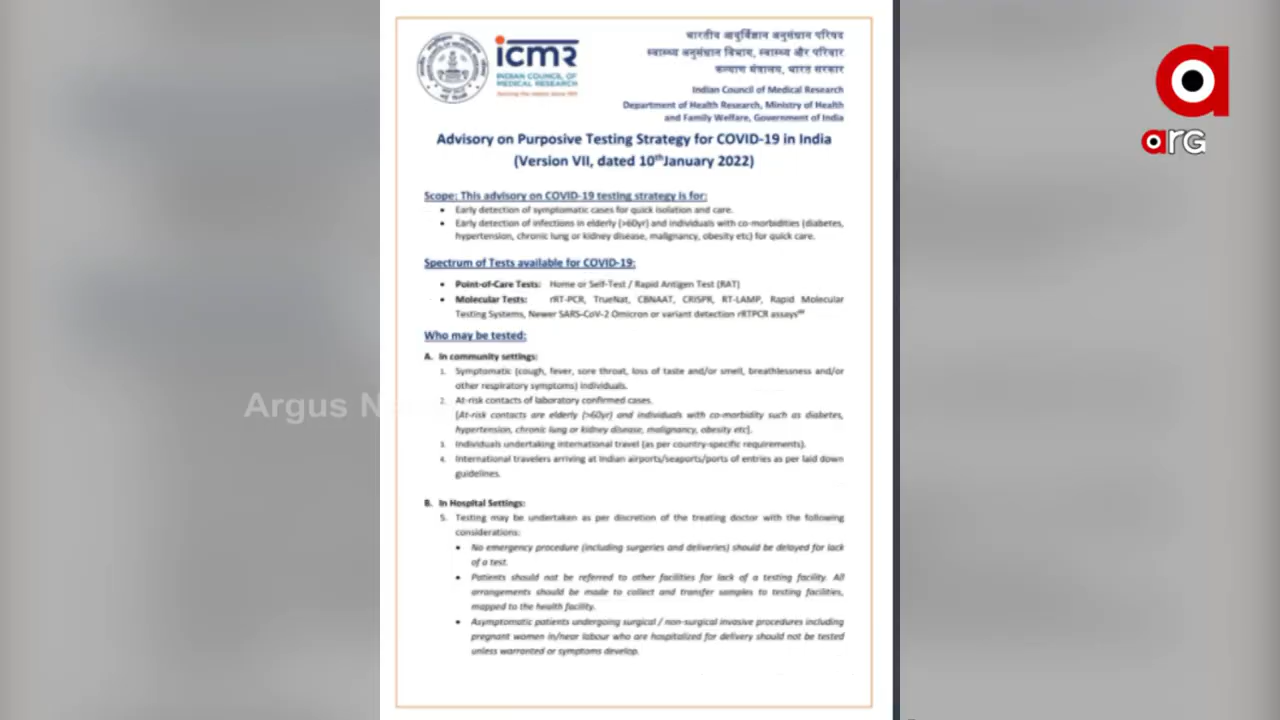 icmr
INDIAN COUNCIL OF
MEDICAL RESEARCH
भारतीय आयुर्विज्ञान अनुसंधान परिषद
स्वास्थ्य अनुसंधान विभाग, स्वास्थ्य और परिवार
कल्याण मंत्रालय, भारत सरकार
Indian Council of Medical Research
Department of Health Research, Ministry of Health
and Family Welfare, Government of India
arg
Advisory on Purposive Testing Strategy for COVID-19 in India
(Version VII, dated 10thJanuary 2022)
Scope: This advisory on COVID-19 testing strategy is for:
• Early detection of symptomatic cases for quick isolation and care.
• Early detection of infections in elderly (>60yr) and individuals with co-morbidities (diabetes,
hypertension, chronic lung or kidney disease, malignancy, obesity etc) for quick care.
Spectrum of Tests available for COVID-19:
• Point-of-Care Tests: Home or Self-Test / Rapid Antigen Test (RAT)
• Molecular Tests: rRT-PCR, TrueNat, CBNAAT, CRISPR, RT-LAMP, Rapid Molecular
Testing Systems, Newer SARS-CoV-2 Omicron or variant detection rRTPCR assays
Who may be tested:
A. In community settings:
1. Symptomatic (cough, fever, sore throat, loss of taste and/or smell, breathlessness and/or
other respiratory symptoms) individuals.
2. At-risk contacts of laboratory confirmed cases.
[At-risk contacts are elderly (>60yr) and individuals with co-morbidity such as diabetes,
hypertension, chronic lung or kidney disease, malignancy, obesity etc].
3. Individuals undertaking international travel (as per country-specific requirements).
4. International travelers arriving at Indian airports/seaports/ports of entries as per laid down
guidelines.
Argus N
B. In Hospital Settings:
5. Testing may be undertaken as per discretion of the treating doctor with the following
considerations:
• No emergency procedure (including surgeries and deliveries) should be delayed for lack
of a test.
• Patients should not be referred to other facilities for lack of a testing facility. All
arrangements should be made to collect and transfer samples to testing facilities,
mapped to the health facility.
• Asymptomatic patients undergoing surgical / non-surgical invasive procedures including
pregnant women in/near labour who are hospitalized for delivery should not be tested
unless warranted or symptoms develop.